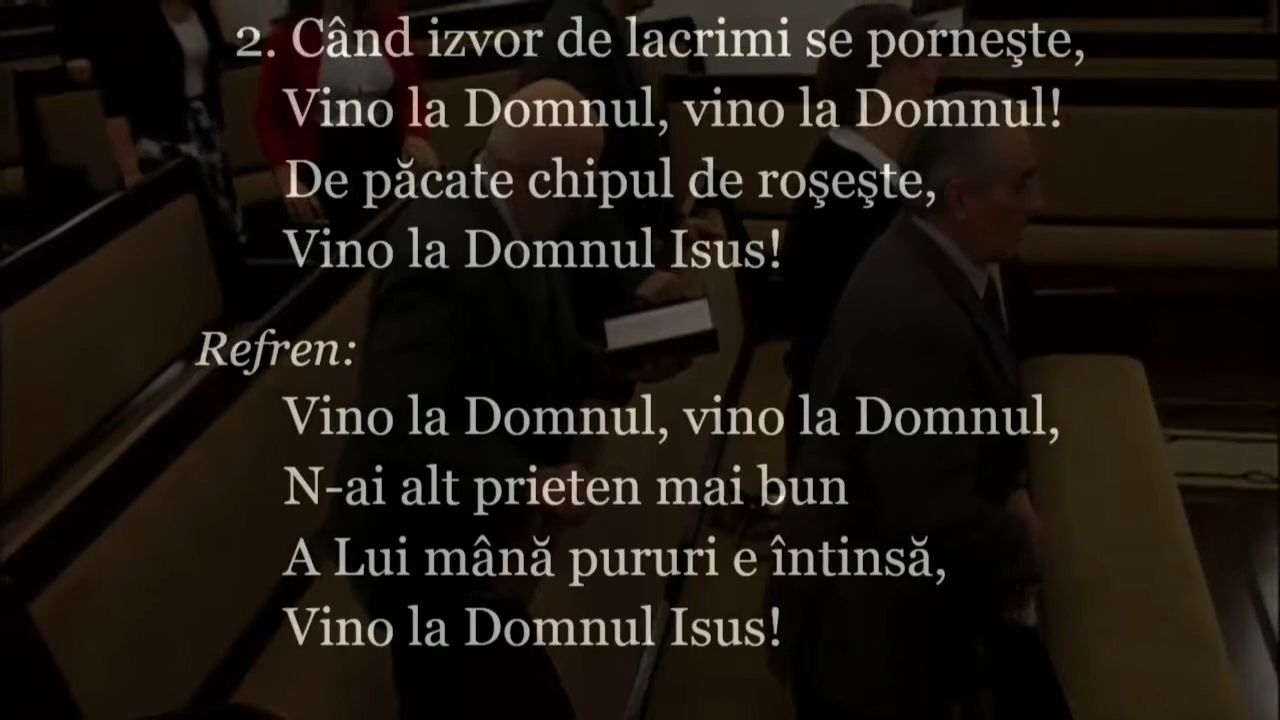 2. Când izvor de lacrimi se porneşte,
Vino la Domnul, vino la Domnul!
De păcate chipul de roşeşte,
Vino la Domnul Isus!
Refren:
Vino la Domnul, vino la Domnul,
N-ai alt prieten mai bun
A Lui mână pururi e întinsă,
Vino la Domnul Isus!